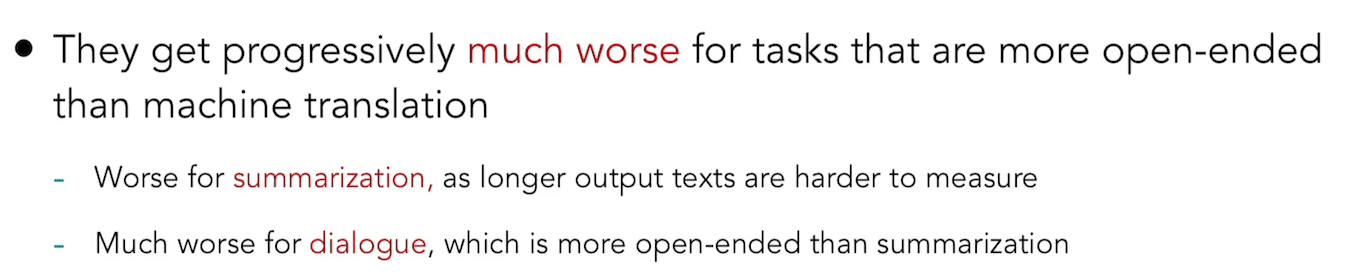 • They get progressively much worse for tasks that are more open-ended
than machine translation
- Worse for summarization, as longer output texts are harder to measure
- Much worse for dialogue, which is more open-ended than summarization